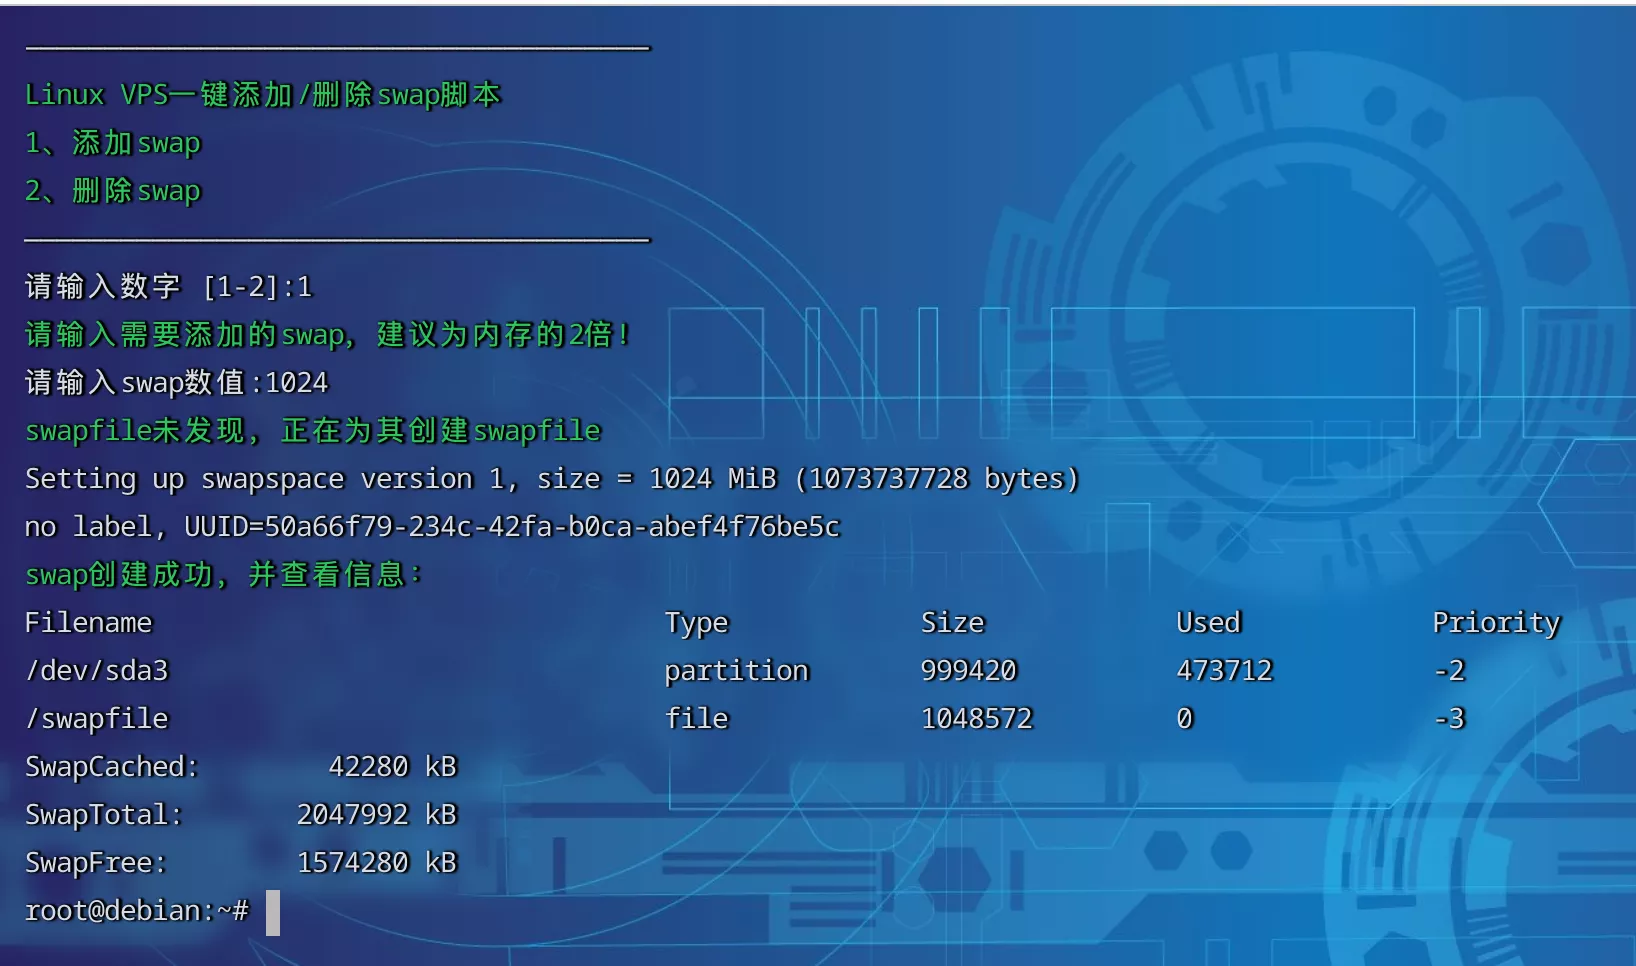 Linux VPS一键添加/删除swap脚本
1、添加swap
2、删除swap
请输入数字 [1-2]:1
请输入需要添加的swap，建议为内存的2倍！
请输入swap数值:1024
swapfile未发现，正在为其创建swapfile
Setting up swapspace version 1, size = 1024 MiB (1073737728 bytes)
no label, UUID=50a66f79-234c-42fa-b0ca-abef4f76be5c
swap创建成功，并查看信息：
Filename Type Size Used Priority
/dev/sda3 partition 999420 473712 -2
/swapfile file 1048572 0 -3
SwapCached: 42280 kB
SwapTotal: 2047992 kB
SwapFree: 1574280 kB
root@debian:~#